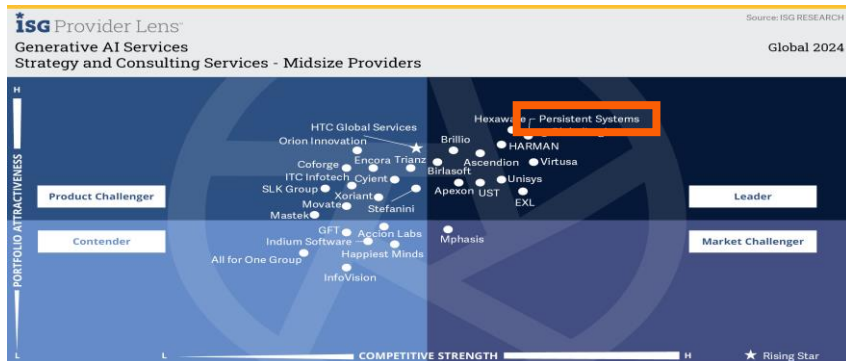 ISG Provider Lens™
Source: ISG RESEARCH
Generative AI Services
Global 2024
Strategy and Consulting Services - Midsize Providers
H
PORTFOLIO ATTRACTIVENESS
L
Product Challenger
Leader
Contender
Market Challenger
Hexaware
Persistent Systems
HTC Global Services
Orion Innovation
Brillio
HARMAN
Coforge
Encora
Trianz
Ascendion
Virtusa
Birlasoft
ITC Infotech
Cyient
Unisys
SLK Group
Xoriant
Apexon
UST
EXL
Movate
Stefanini
Mastek
GFT
Accion Labs
Mphasis
Indium Software
Happiest Minds
All for One Group
InfoVision
L
COMPETITIVE STRENGTH
H
Rising Star